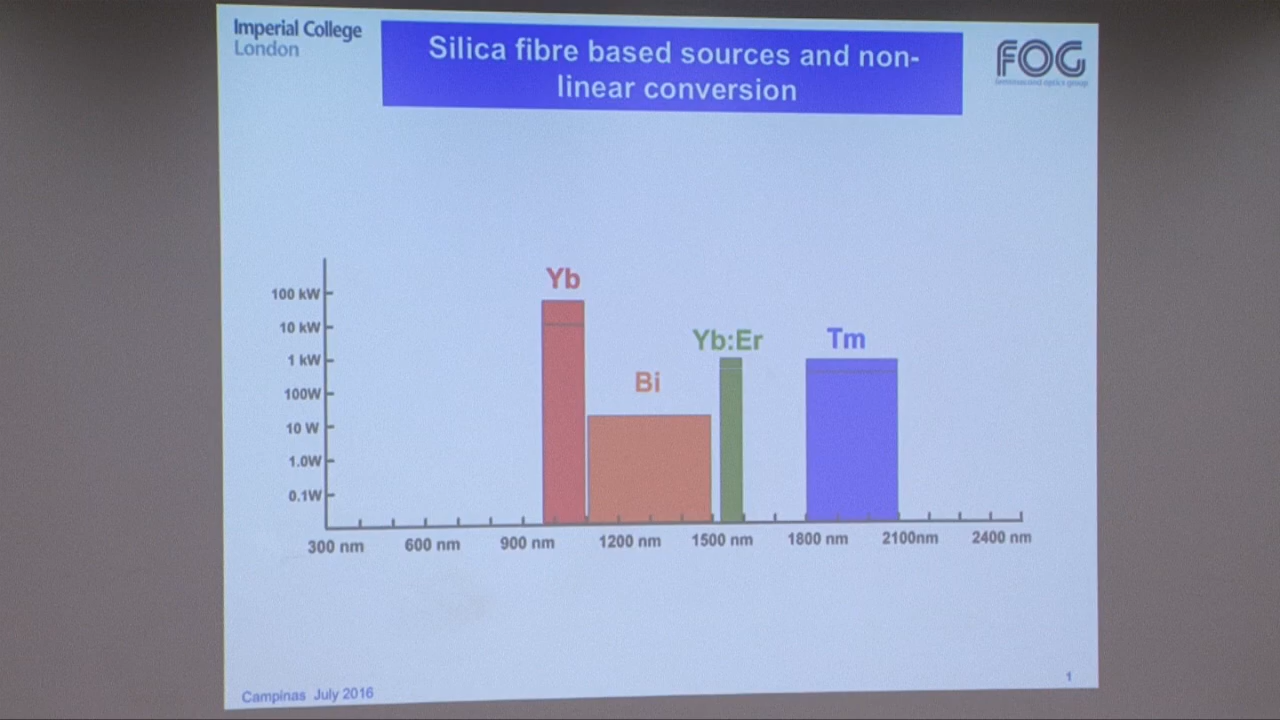 Imperial College
London
Silica fibre based sources and non-
linear conversion
FOG
femtosecond optics group
Yb
100 kW
10 kW
Yb:Er
Tm
1 kW
Bi
100W
10 W
1.0W
0.1W
300 nm
600 nm
900 nm
1200 nm
1500 nm
1800 nm
2100nm
2400 nm
Campinas July 2016
1